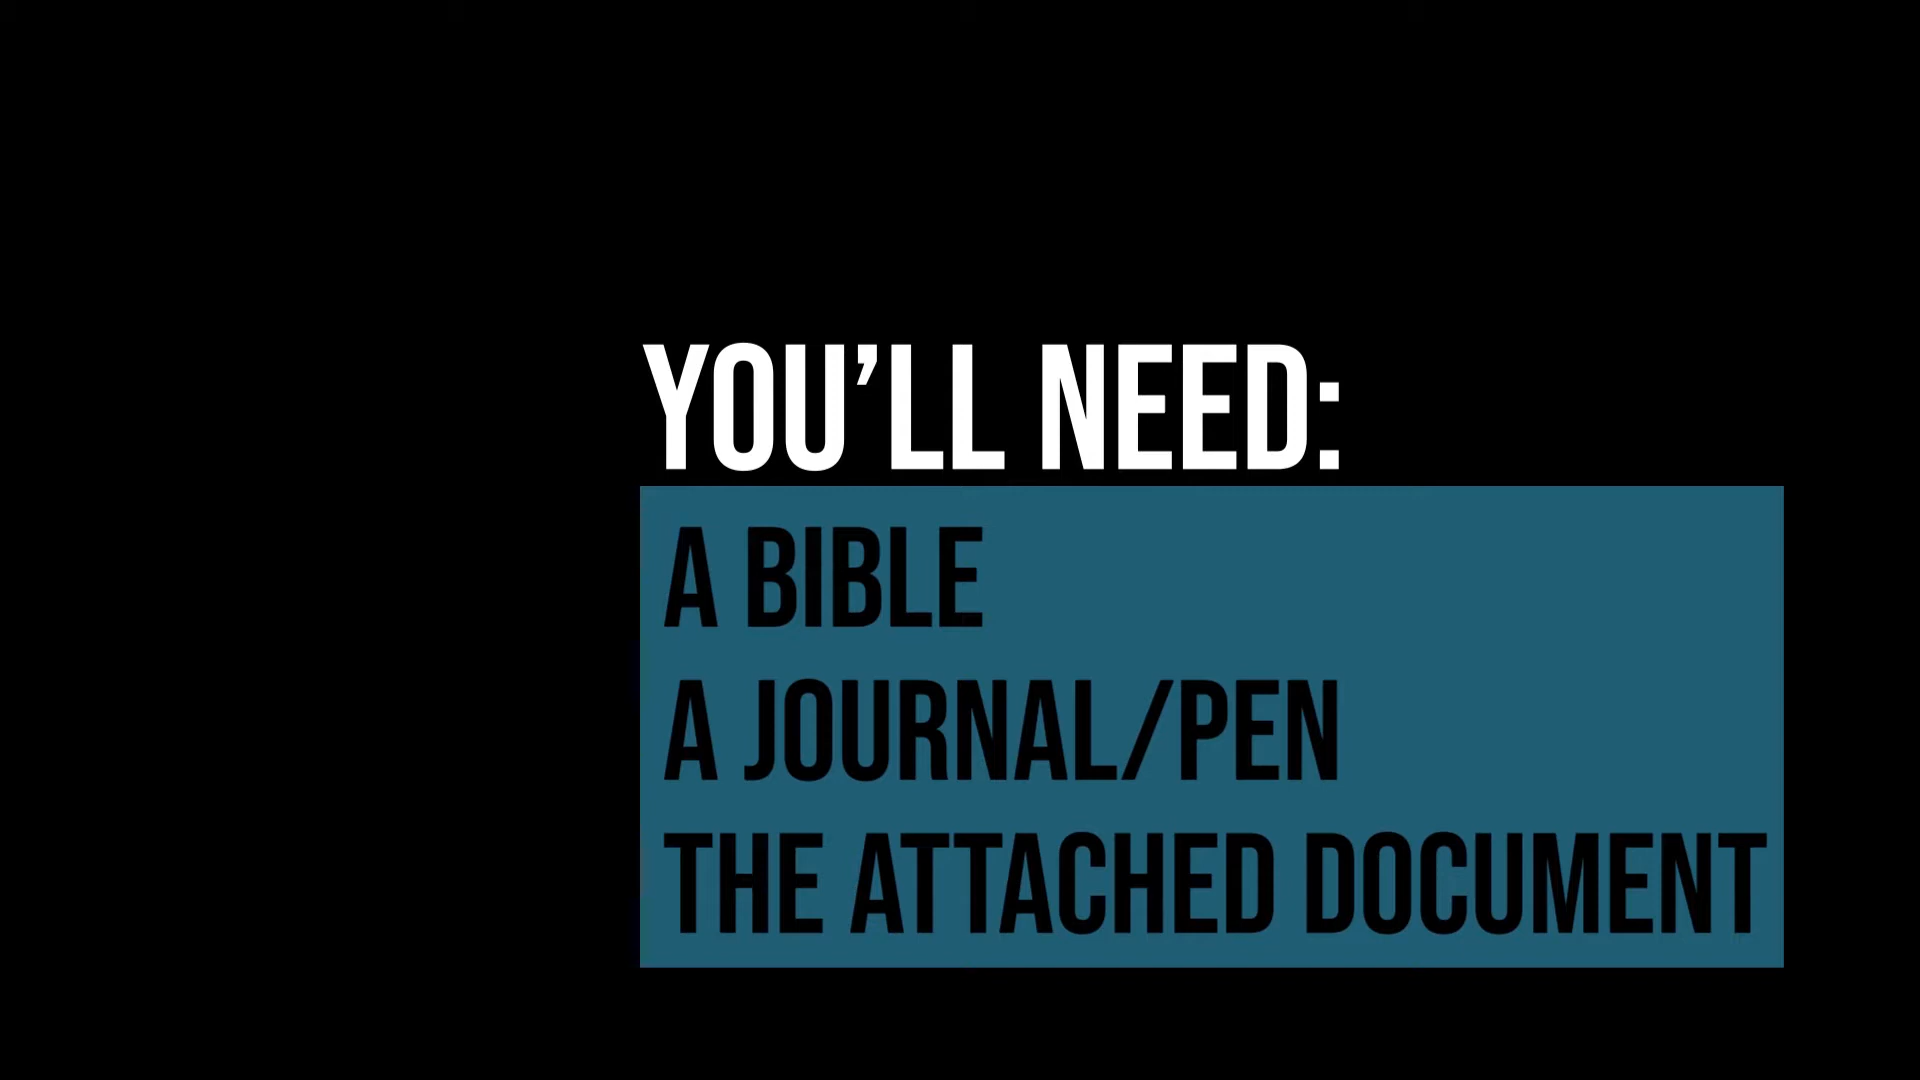 YOU’LL NEED:
A BIBLE
A JOURNAL/PEN
THE ATTACHED DOCUMENT